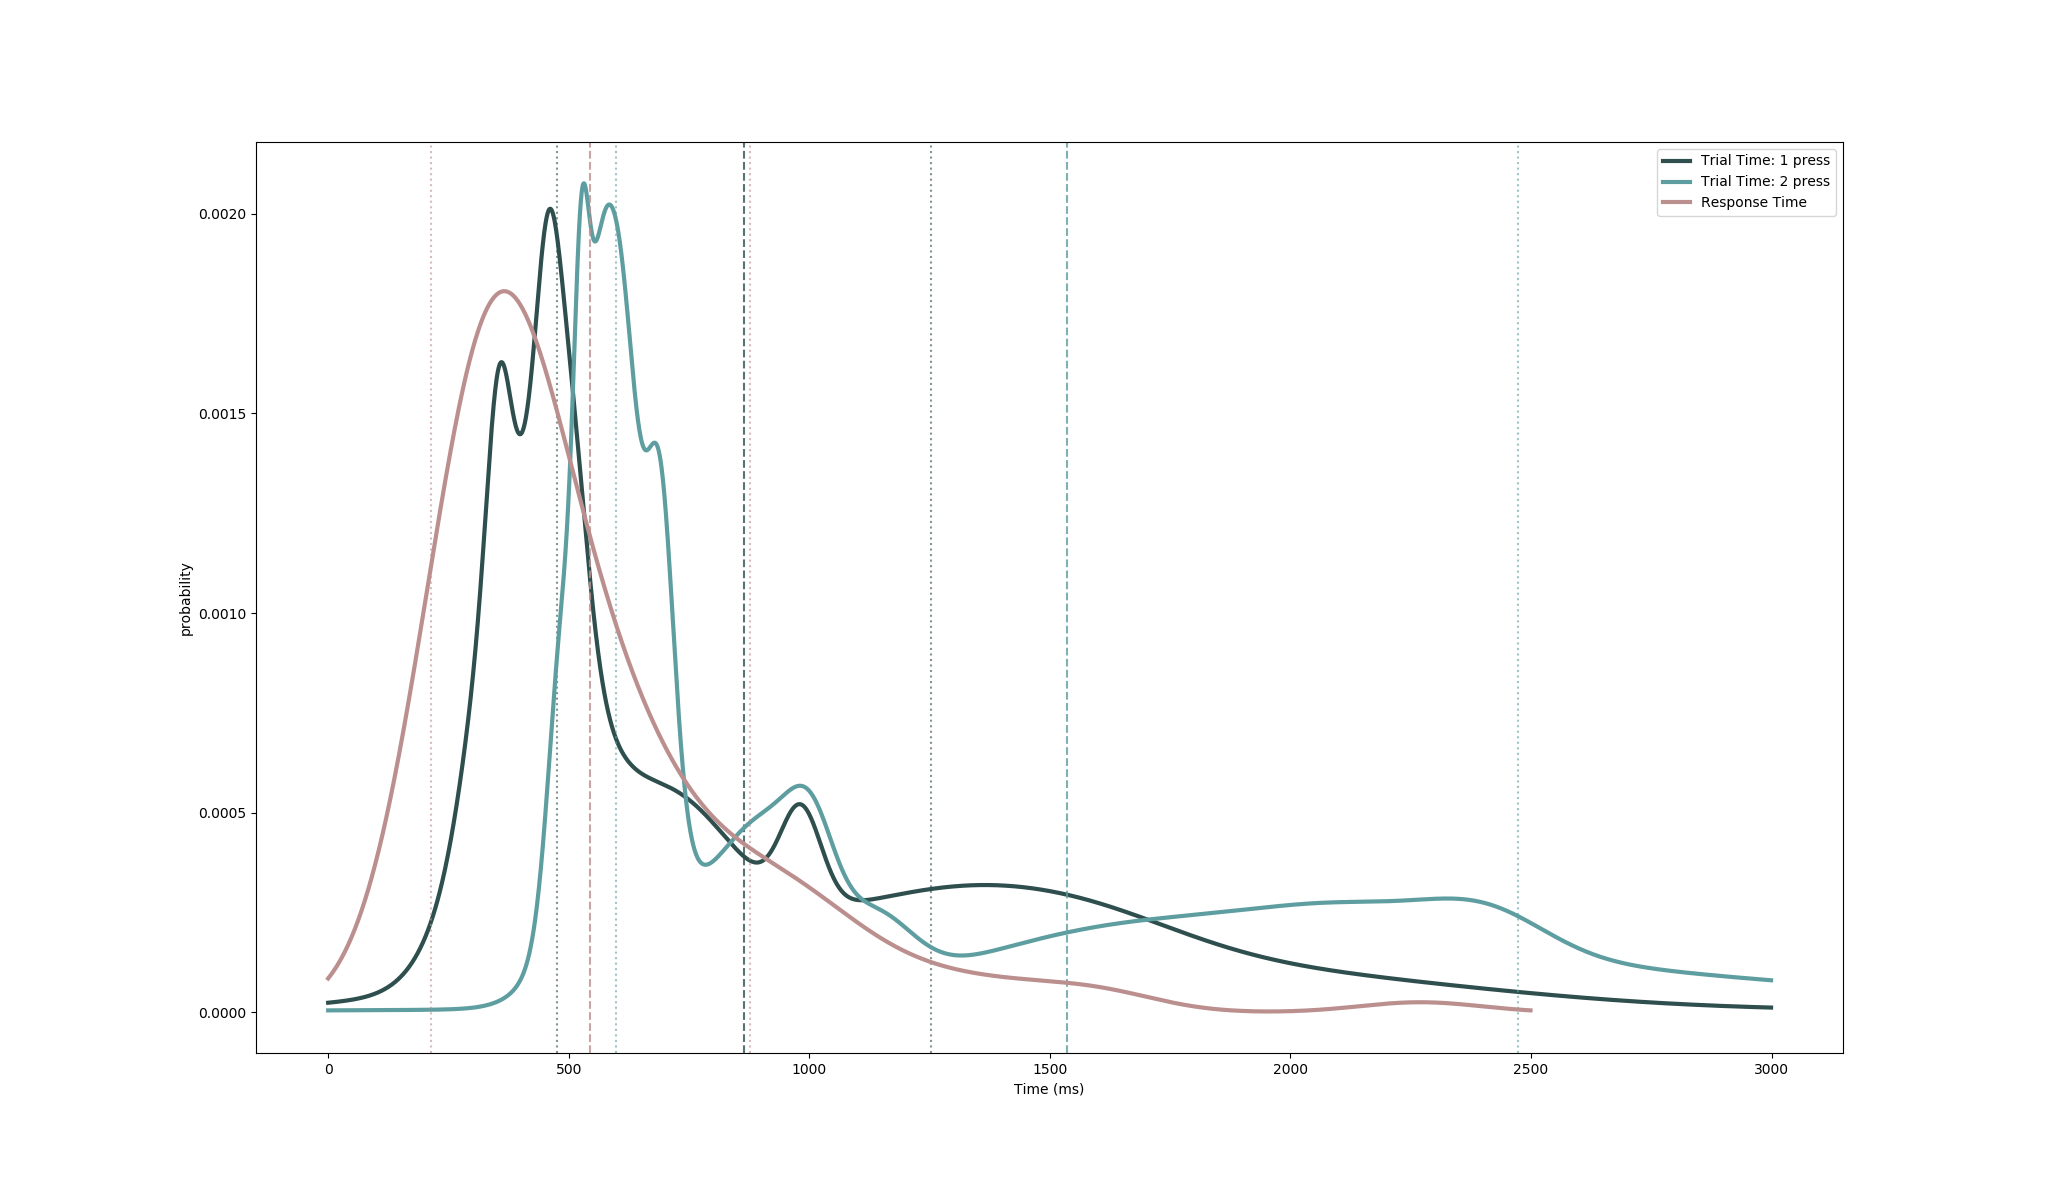 Trial Time: 1 press
Trial Time: 2 press
Response Time
0.0020
0.0015
0.0010
0.0005
0.0000
probability
0 500 1000 1500 2000 2500 3000
Time (ms)